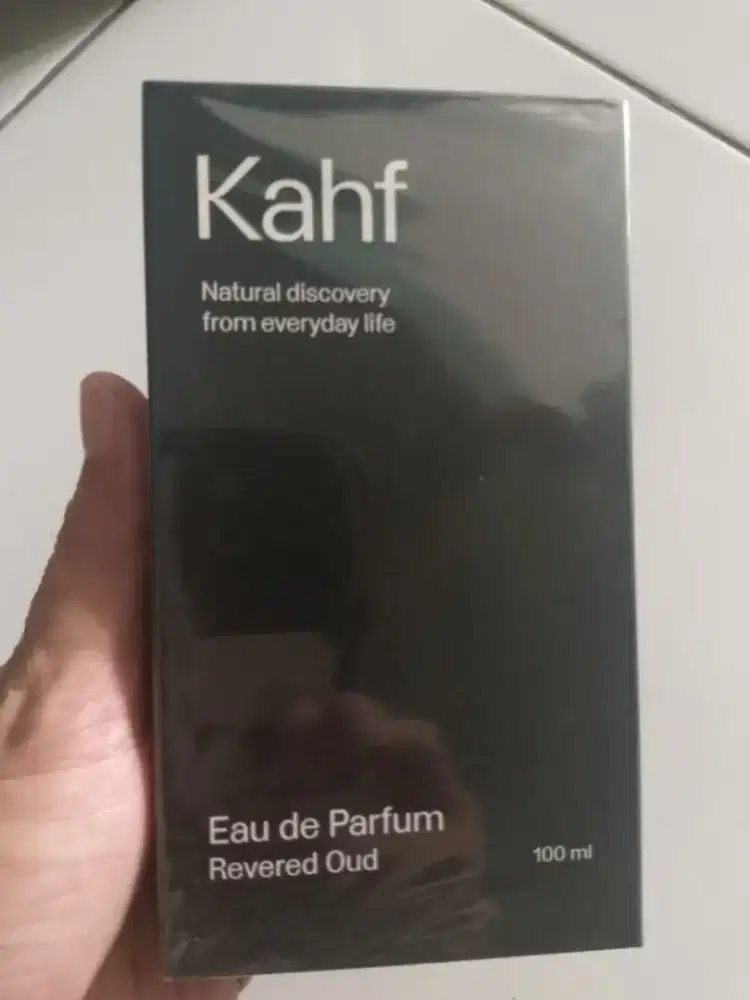 Kahf
Natural discovery
from everyday life
Eau de Parfum
Revered Oud
100 ml